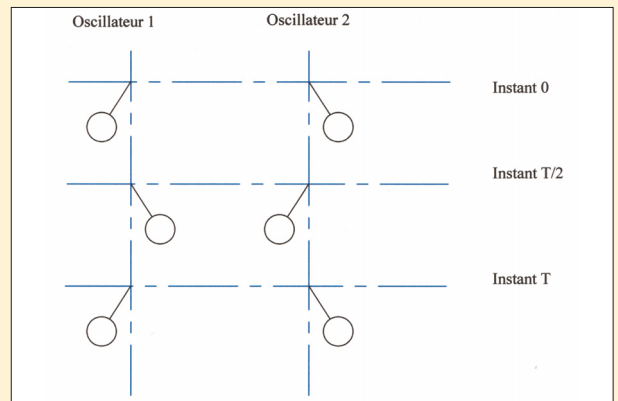 Oscillateur 1
Oscillateur 2
Instant 0
Instant T/2
Instant T